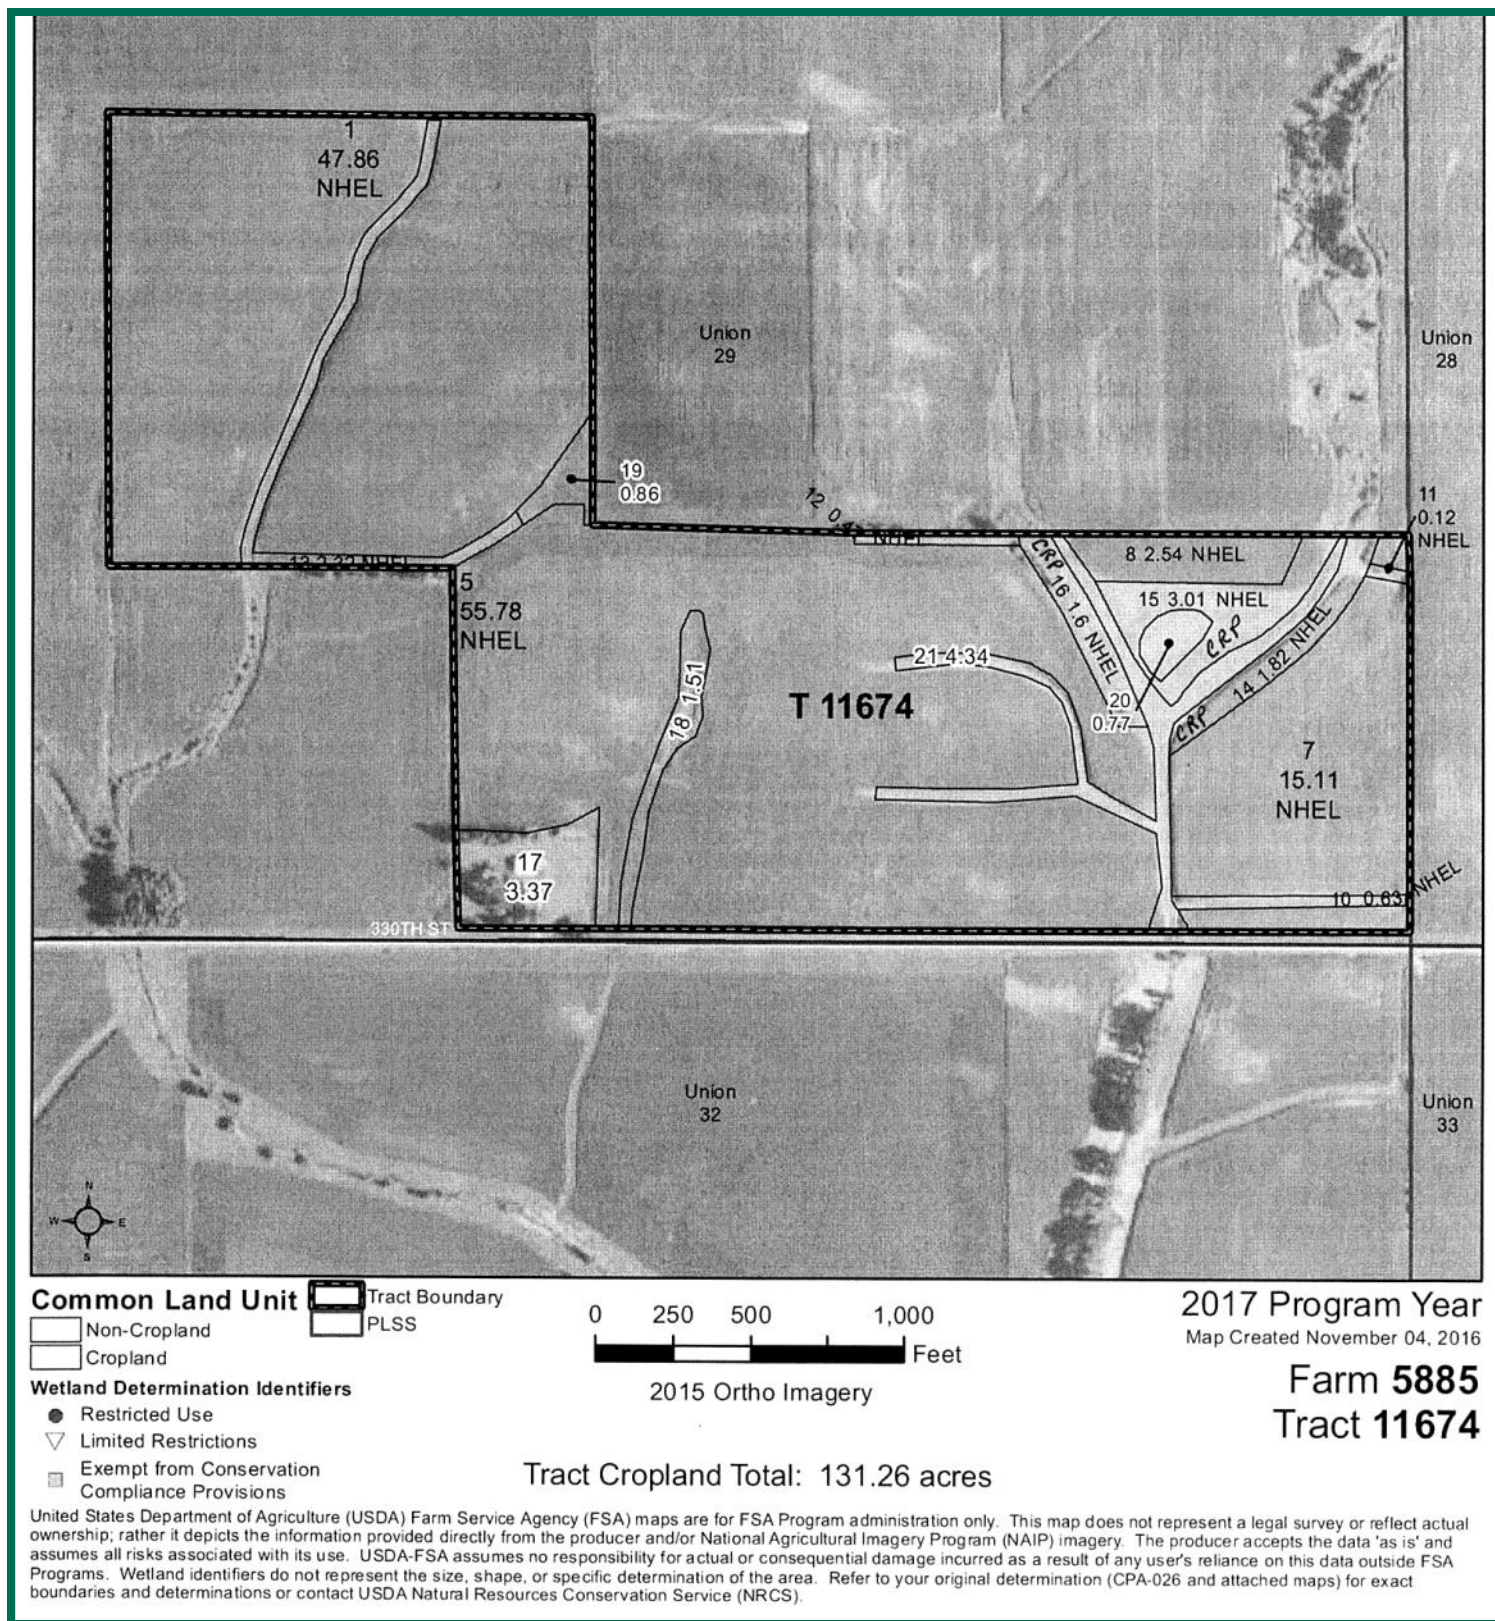 1
47.86
NHEL
Union
29
Union
28
19
0.86
12 0.4
NHEL
11
0.12
NHEL
13 2.22 NHEL
CRP
16 1.6 NHEL
8 2.54 NHEL
15 3.01 NHEL
CRP
14 1.82 NHEL
CRP
5
55.78
NHEL
18 1.51
21 4.34
T 11674
20
0.77
7
15.11
NHEL
17
3.37
10 0.63 NHEL
330TH ST
Union
32
Union
33
N
W E
S
Common Land Unit
Non-Cropland
Cropland
Tract Boundary
PLSS
Wetland Determination Identifiers
Restricted Use
Limited Restrictions
Exempt from Conservation
Compliance Provisions
0 250 500 1,000
Feet
2015 Ortho Imagery
2017 Program Year
Map Created November 04, 2016
Farm 5885
Tract 11674
Tract Cropland Total: 131.26 acres
United States Department of Agriculture (USDA) Farm Service Agency (FSA) maps are for FSA Program administration only. This map does not represent a legal survey or reflect actual
ownership; rather it depicts the information provided directly from the producer and/or National Agricultural Imagery Program (NAIP) imagery. The producer accepts the data 'as is' and
assumes all risks associated with its use. USDA-FSA assumes no responsibility for actual or consequential damage incurred as a result of any user's reliance on this data outside FSA
Programs. Wetland identifiers do not represent the size, shape, or specific determination of the area. Refer to your original determination (CPA-026 and attached maps) for exact
boundaries and determinations or contact USDA Natural Resources Conservation Service (NRCS).